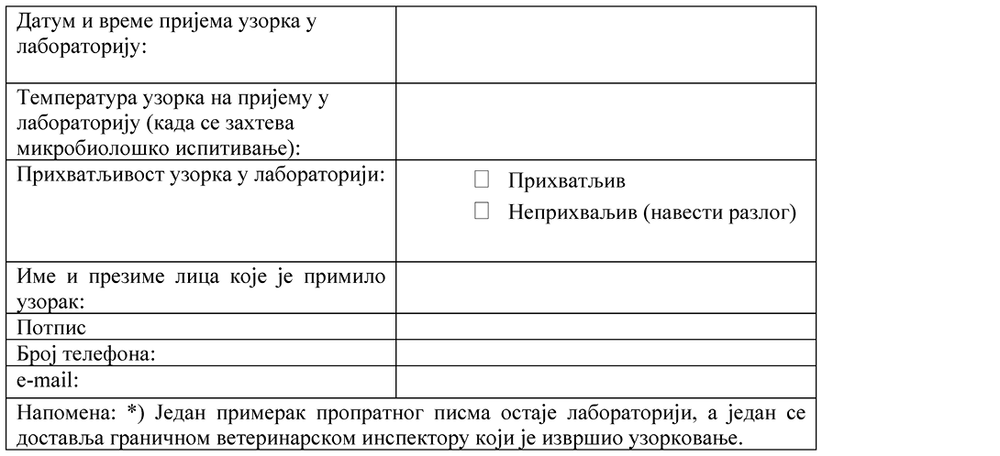 Датум и време пријема узорка у
лабораторију:
Температура узорка на пријему у
лабораторију (када се захтева
микробиолошко испитивање):
Прихватљивост узорка у лабораторији:
☐ Прихватљив
☐ Неприхваљив (навести разлог)
Име и презиме лица које је примило
узорак:
Потпис
Број телефона:
e-mail:
Напомена: *) Један примерак пропратног писма остаје лабораторији, а један се
доставља граничном ветеринарском инспектору који је извршио узорковање.